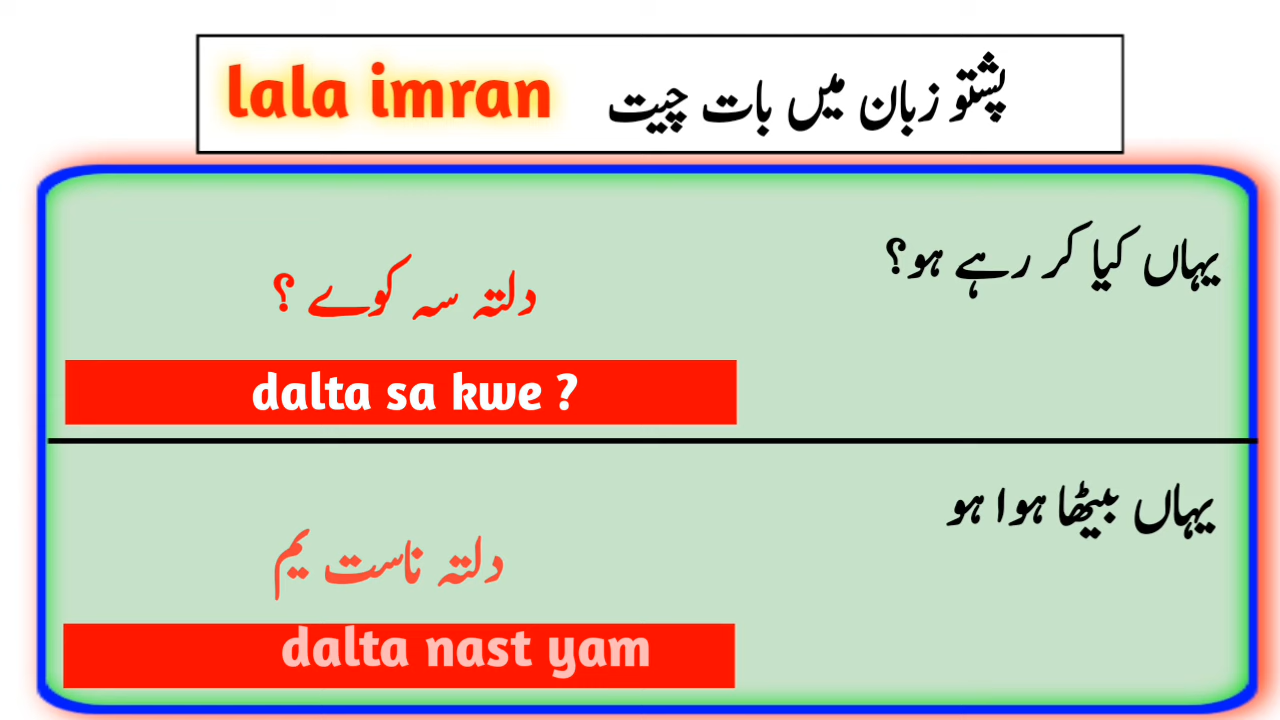 lala imran پشتو زبان میں بات چیت
یہاں کیا کر رہے ہو؟
دلتہ سہ کوے ؟
dalta sa kwe ?
یہاں بیٹھا ہوا ہو
دلتہ ناست یم
dalta nast yam